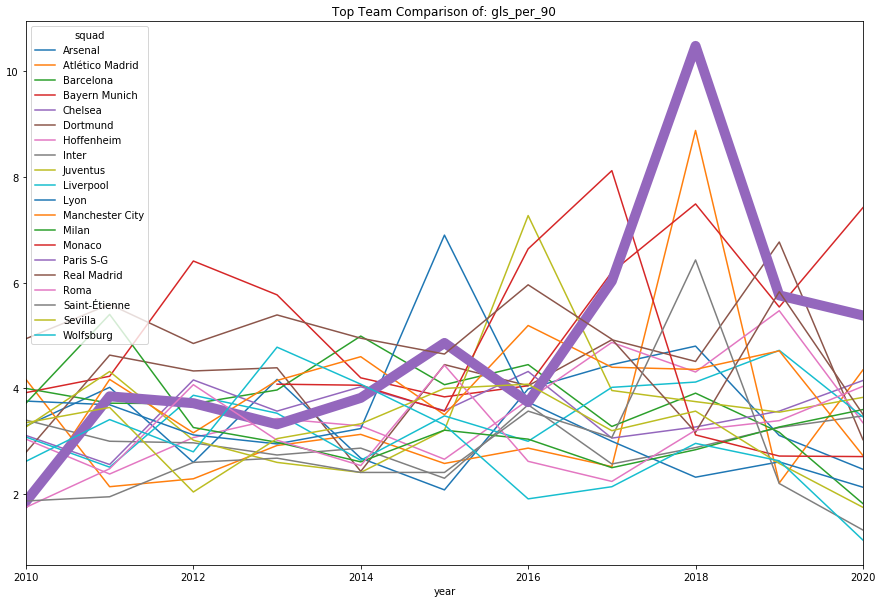 Top Team Comparison of: gls_per_90
squad
Arsenal
Atlético Madrid
Barcelona
Bayern Munich
Chelsea
Dortmund
Hoffenheim
Inter
Juventus
Liverpool
Lyon
Manchester City
Milan
Monaco
Paris S-G
Real Madrid
Roma
Saint-Étienne
Sevilla
Wolfsburg
10
8
6
4
2
2010 2012 2014 2016 2018 2020
year